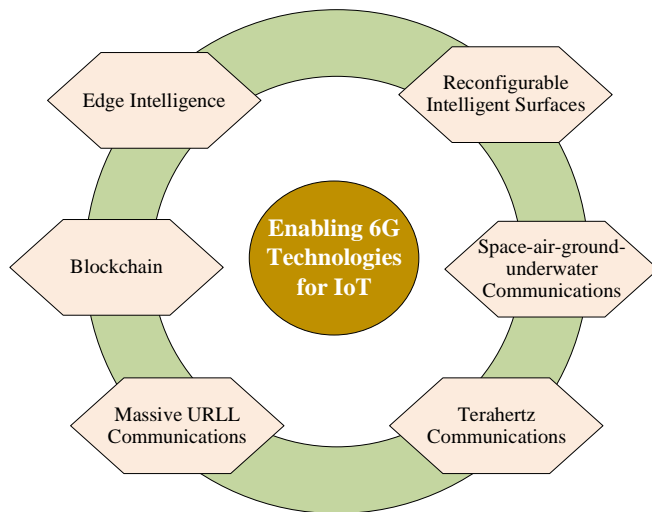 Edge Intelligence
Reconfigurable
Intelligent Surfaces
Enabling 6G
Technologies
for IoT
Blockchain
Space-air-ground-
underwater
Communications
Massive URLL
Communications
Terahertz
Communications